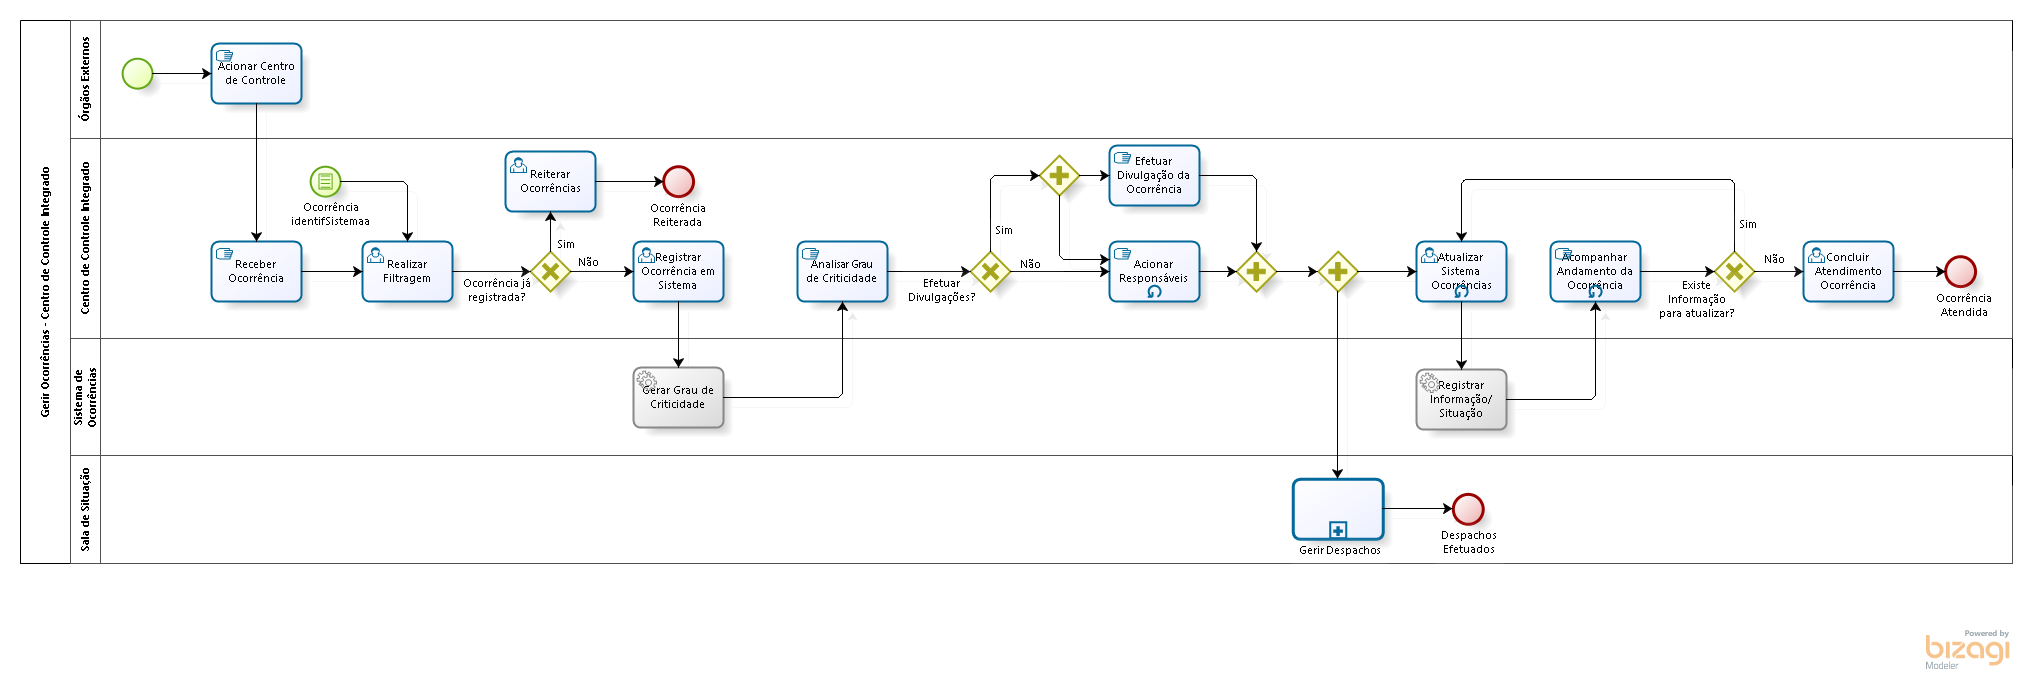 Gerir Ocorrências - Centro de Controle Integrado
Órgãos Externos
Acionar Centro
de Controle
Centro de Controle Integrado
Ocorrência
identifSistemaa
Receber
Ocorrência
Realizar
Filtragem
Ocorrência já
registrada?
Sim
Não
Reiterar
Ocorrências
Ocorrência
Reiterada
Registrar
Ocorrência em
Sistema
Analisar Grau
de Criticidade
Efetuar
Divulgações?
Sim
Não
Efetuar
Divulgação da
Ocorrência
Acionar
Responsáveis
Atualizar
Sistema
Ocorrências
Acompanhar
Andamento da
Ocorrência
Existe
Informação
para atualizar?
Sim
Não
Concluir
Atendimento
Ocorrência
Ocorrência
Atendida
Sistema de
Ocorrências
Gerar Grau de
Criticidade
Registrar
Informação/
Situação
Sala de Situação
Gerir Despachos
Despachos
Efetuados
Powered by
bizagi
Modeler